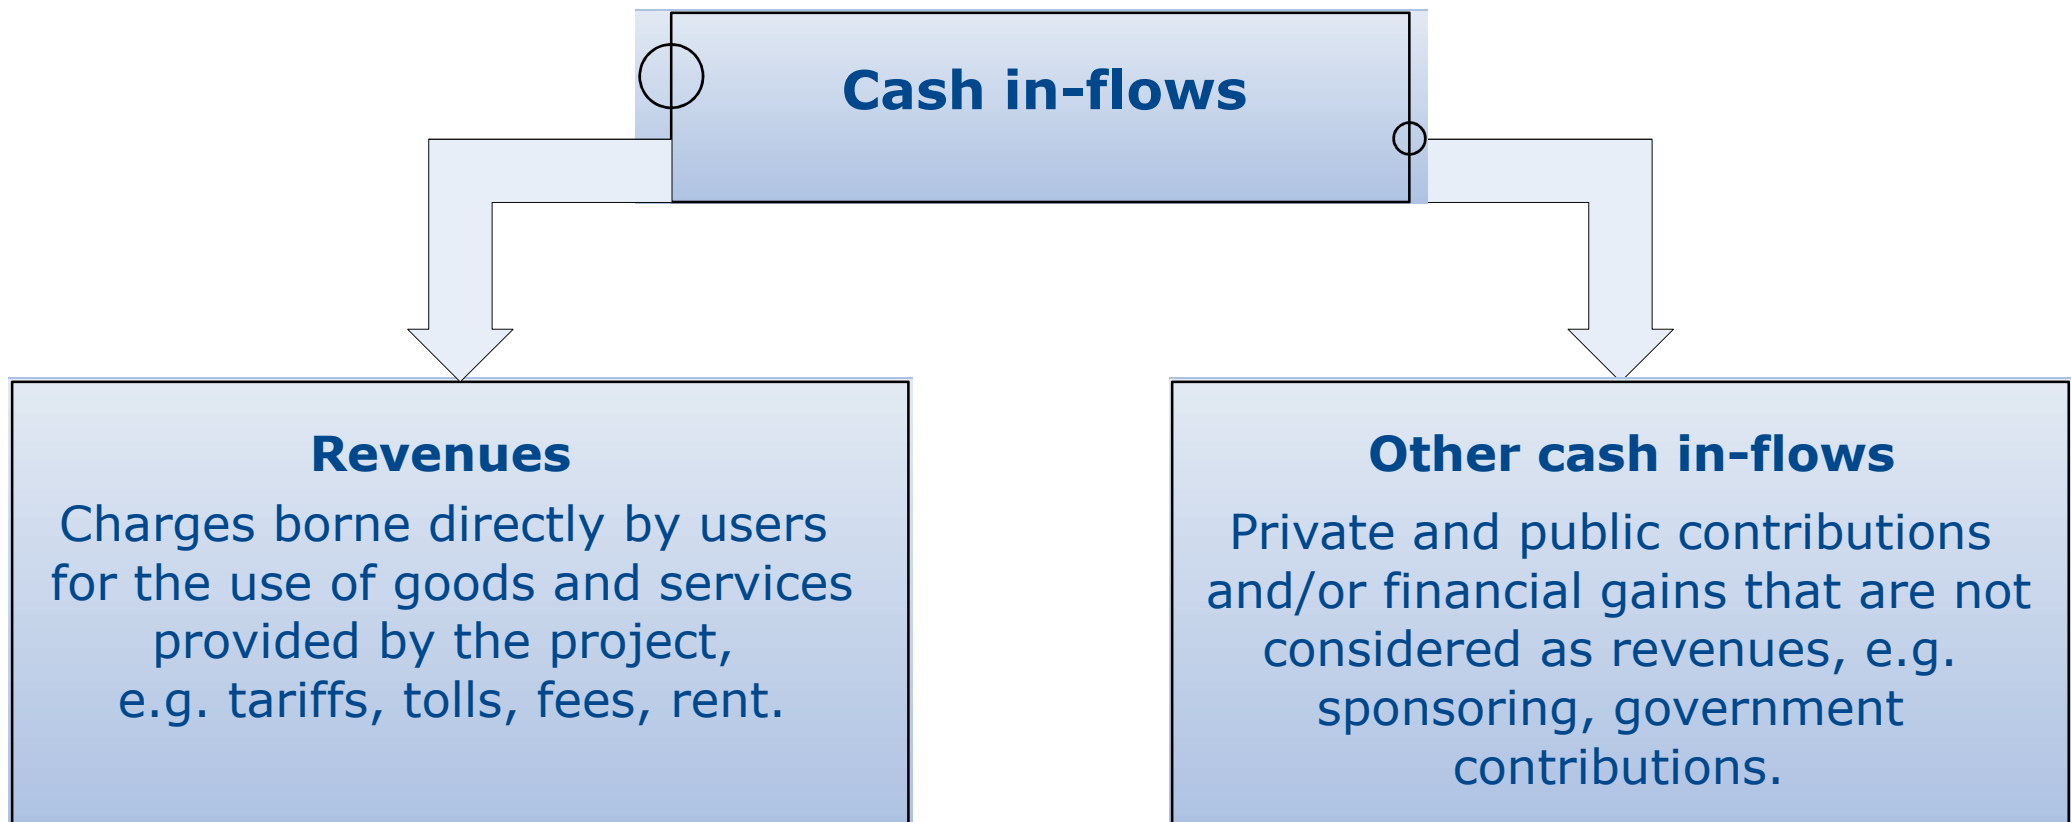 Cash in-flows
Revenues
Charges borne directly by users
for the use of goods and services
provided by the project,
e.g. tariffs, tolls, fees, rent.
Other cash in-flows
Private and public contributions
and/or financial gains that are not
considered as revenues, e.g.
sponsoring, government
contributions.